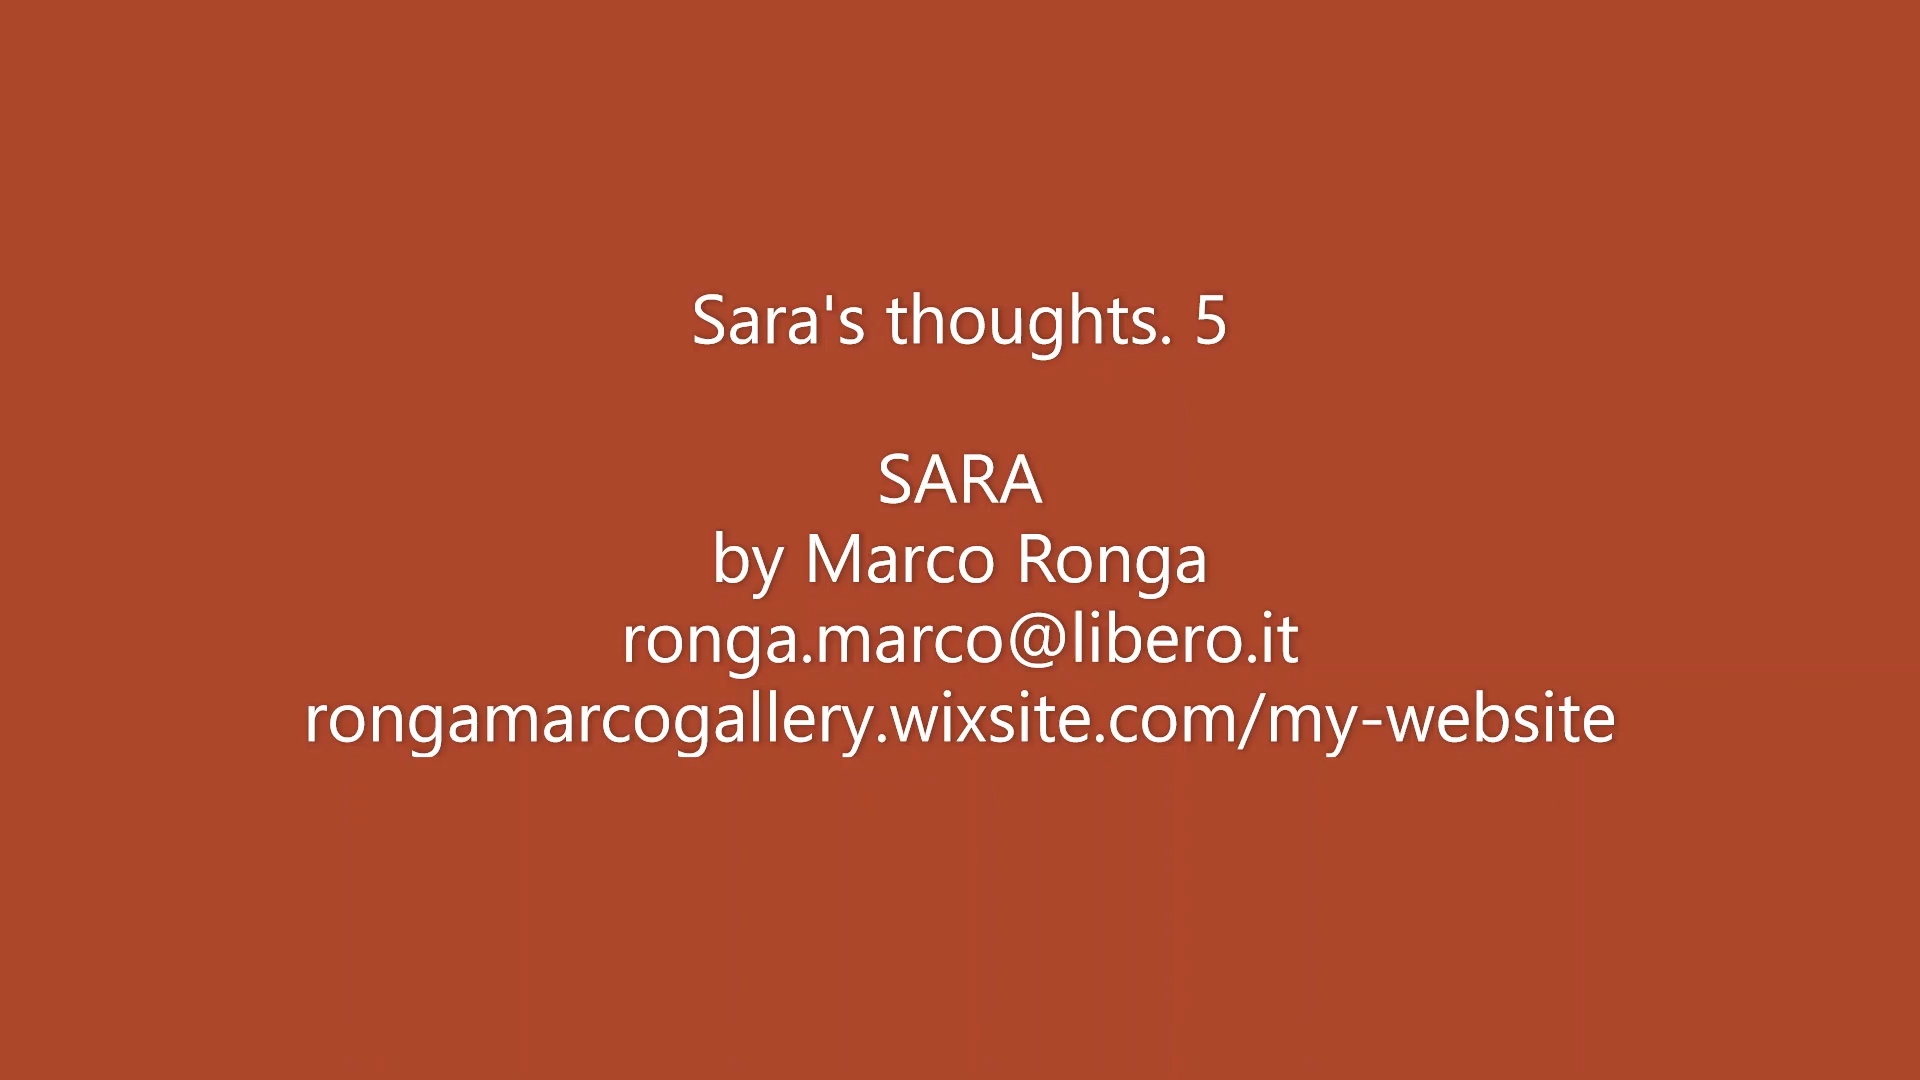 Sara's thoughts. 5
SARA
by Marco Ronga
ronga.marco@libero.it
rongamarcogallery.wixsite.com/my-website